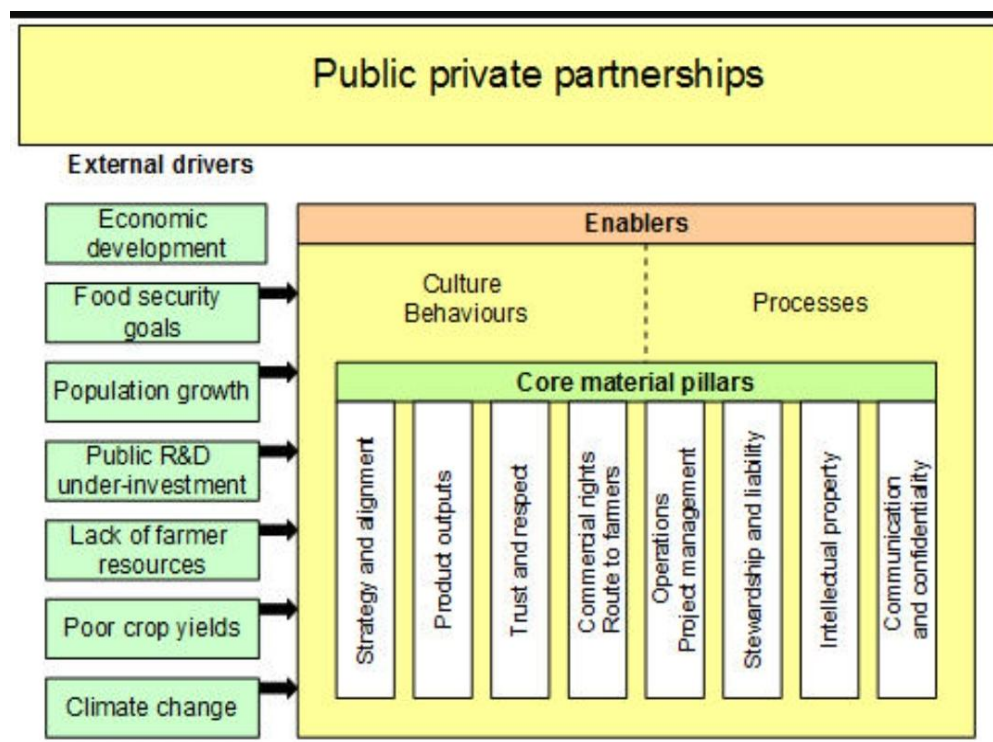 Public private partnerships
External drivers
Economic
development
Food security
goals
Population growth
Public R&D
under-investment
Lack of farmer
resources
Poor crop yields
Climate change
Enablers
Culture
Behaviours
Processes
Core material pillars
Strategy and alignment
Product outputs
Trust and respect
Commercial rights
Route to farmers
Operations
Project management
Stewardship and liability
Intellectual property
Communication
and confidentiality